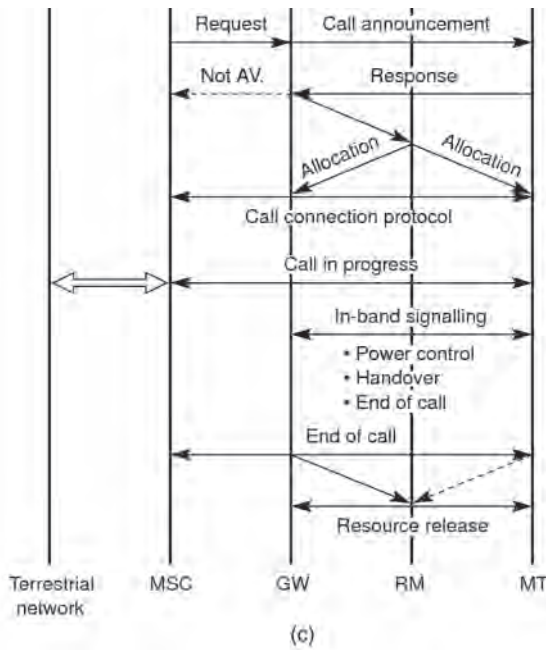 Request
Call announcement
Not AV.
Response
Allocation
Allocation
Call connection protocol
Call in progress
In-band signalling
• Power control
• Handover
• End of call
End of call
Resource release
Terrestrial
network
MSC
GW
RM
MT
(c)